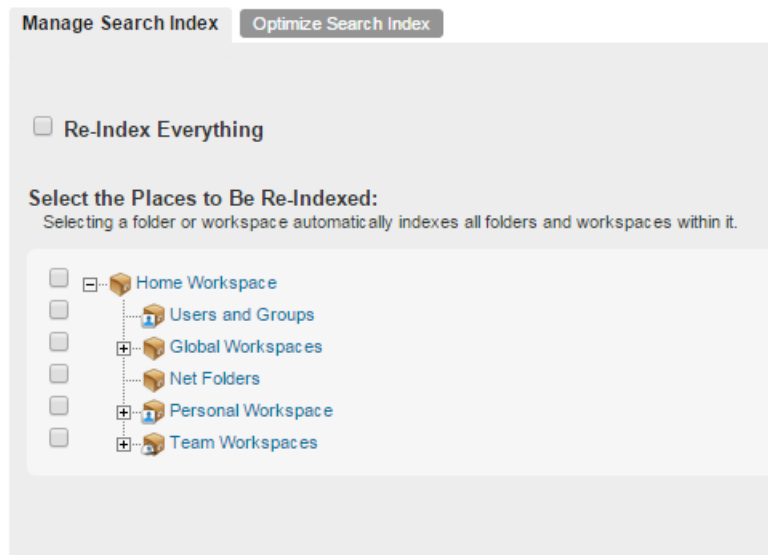 Manage Search Index
Optimize Search Index
Re-Index Everything
Select the Places to Be Re-Indexed:
Selecting a folder or workspace automatically indexes all folders and workspaces within it.
Home Workspace
Users and Groups
Global Workspaces
Net Folders
Personal Workspace
Team Workspaces